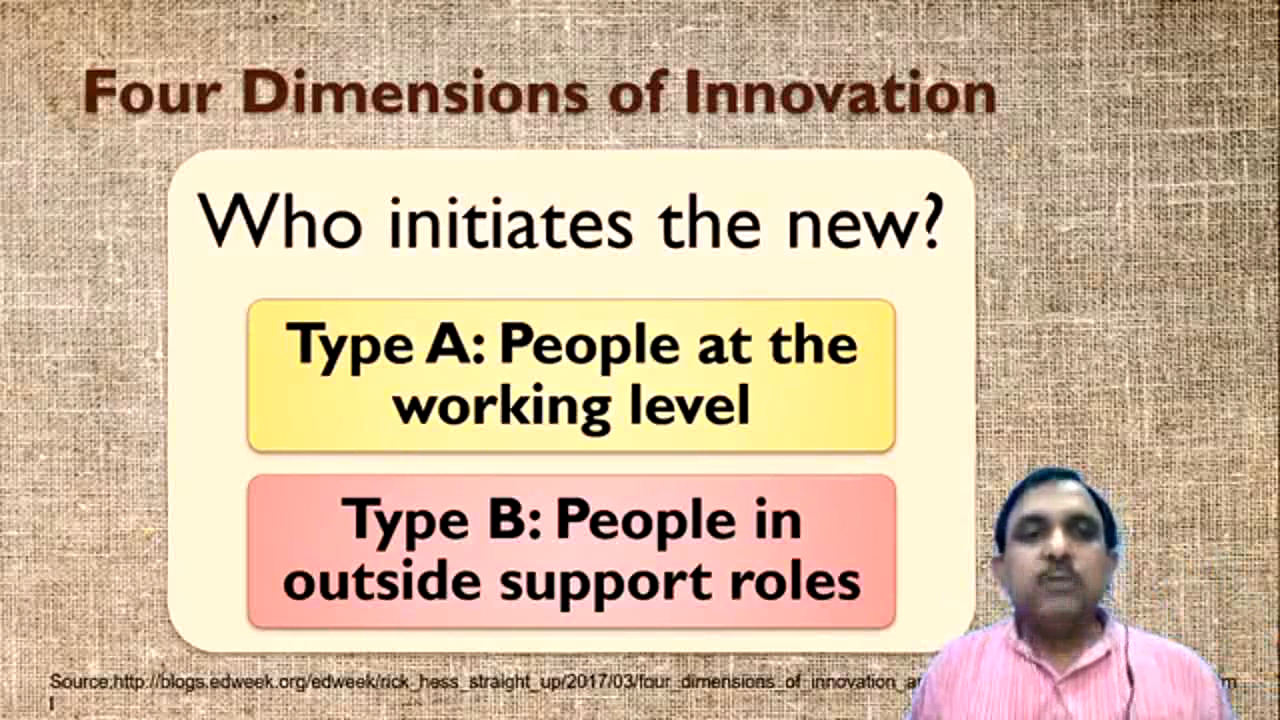 Four Dimensions of Innovation
Who initiates the new?
Type A: People at the
working level
Type B: People in
outside support roles
Source:http://blogs.edweek.org/edweek/rick_hess_straight_up/2017/03/four_dimensions_of_innovation_a
l